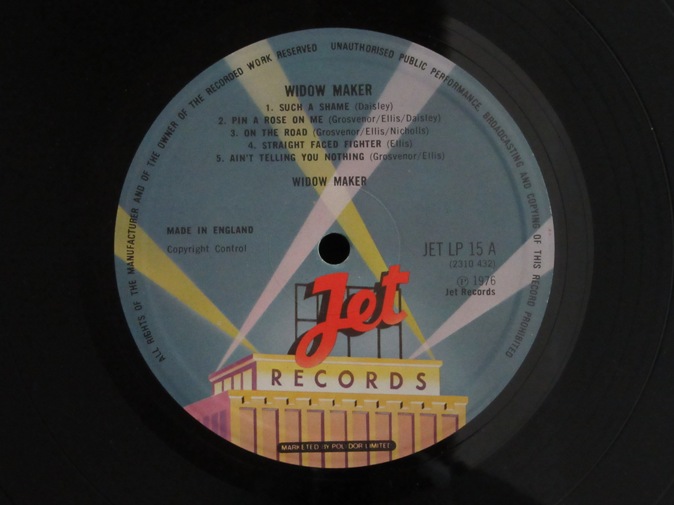 ALL RIGHTS OF THE MANUFACTURER AND OF THE OWNER OF THE RECORDED WORK RESERVED UNAUTHORISED PUBLIC PERFORMANCE, BROADCASTING AND COPYING OF THIS RECORD PROHIBITED
WIDOW MAKER
1. SUCH A SHAME (Daisley)
2. PIN A ROSE ON ME (Grosvenor/Ellis/Daisley)
3. ON THE ROAD (Grosvenor/Ellis/Nicholls)
4. STRAIGHT FACED FIGHTER (Ellis)
5. AIN'T TELLING YOU NOTHING (Grosvenor/Ellis)
WIDOW MAKER
MADE IN ENGLAND
Copyright Control
JET LP 15 A
(2310 432)
Ⓟ 1976
Jet Records
Jet
RECORDS
MARKETED BY POLYDOR LIMITED